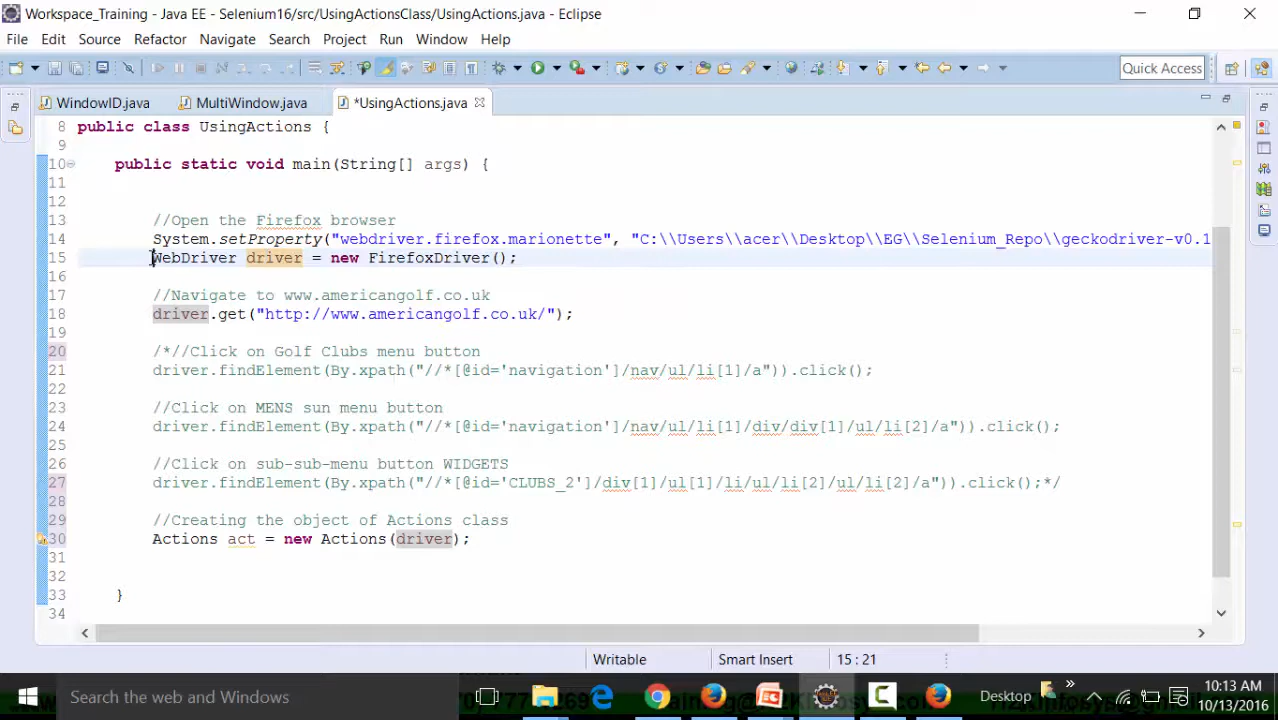 Workspace_Training - Java EE - Selenium16/src/UsingActionsClass/UsingActions.java - Eclipse
File Edit Source Refactor Navigate Search Project Run Window Help
Quick Access
WindowID.java MultiWindow.java *UsingActions.java
8 public class UsingActions {
9
10 public static void main(String[] args) {
11
12
13 //Open the Firefox browser
14 System.setProperty("webdriver.firefox.marionette", "C:\\Users\\acer\\Desktop\\EG\\Selenium_Repo\\geckodriver-v0.1
15 WebDriver driver = new FirefoxDriver();
16
17 //Navigate to www.americangolf.co.uk
18 driver.get("http://www.americangolf.co.uk/");
19
20 /*//Click on Golf Clubs menu button
21 driver.findElement(By.xpath("//*[@id='navigation']/nav/ul/li[1]/a")).click();
22
23 //Click on MENS sun menu button
24 driver.findElement(By.xpath("//*[@id='navigation']/nav/ul/li[1]/div/div[1]/ul/li[2]/a")).click();
25
26 //Click on sub-sub-menu button WIDGETS
27 driver.findElement(By.xpath("//*[@id='CLUBS_2']/div[1]/ul[1]/li/ul/li[2]/ul/li[2]/a")).click();*/
28
29 //Creating the object of Actions class
30 Actions act = new Actions(driver);
31
32
33 }
34
Writable Smart Insert 15 : 21
Search the web and Windows
Desktop
10:13 AM
10/13/2016